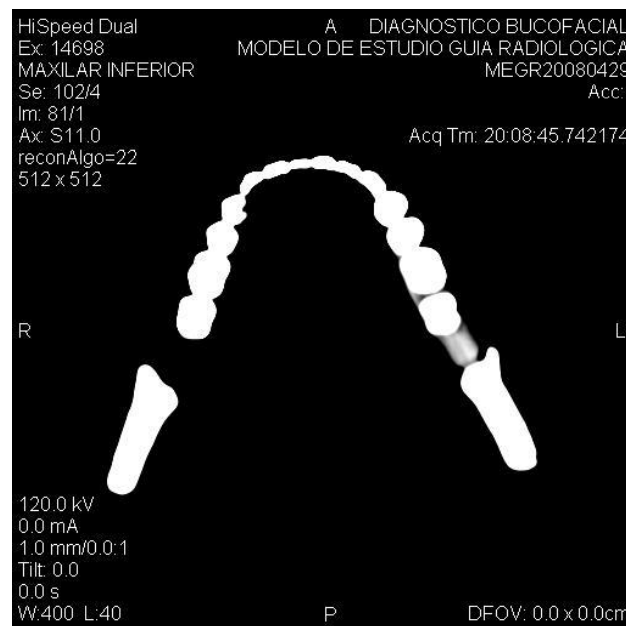 HiSpeed Dual
Ex: 14698
MAXILAR INFERIOR
Se: 102/4
Im: 81/1
Ax: S11.0
reconAlgo=22
512 x 512
A
DIAGNOSTICO BUCOFACIAL
MODELO DE ESTUDIO GUIA RADIOLOGICA
MEGR20080429
Acc:
Acq Tm: 20:08:45.742174
R
L
120.0 kV
0.0 mA
1.0 mm/0.0:1
Tilt: 0.0
0.0 s
W:400 L:40
P
DFOV: 0.0 x 0.0cm